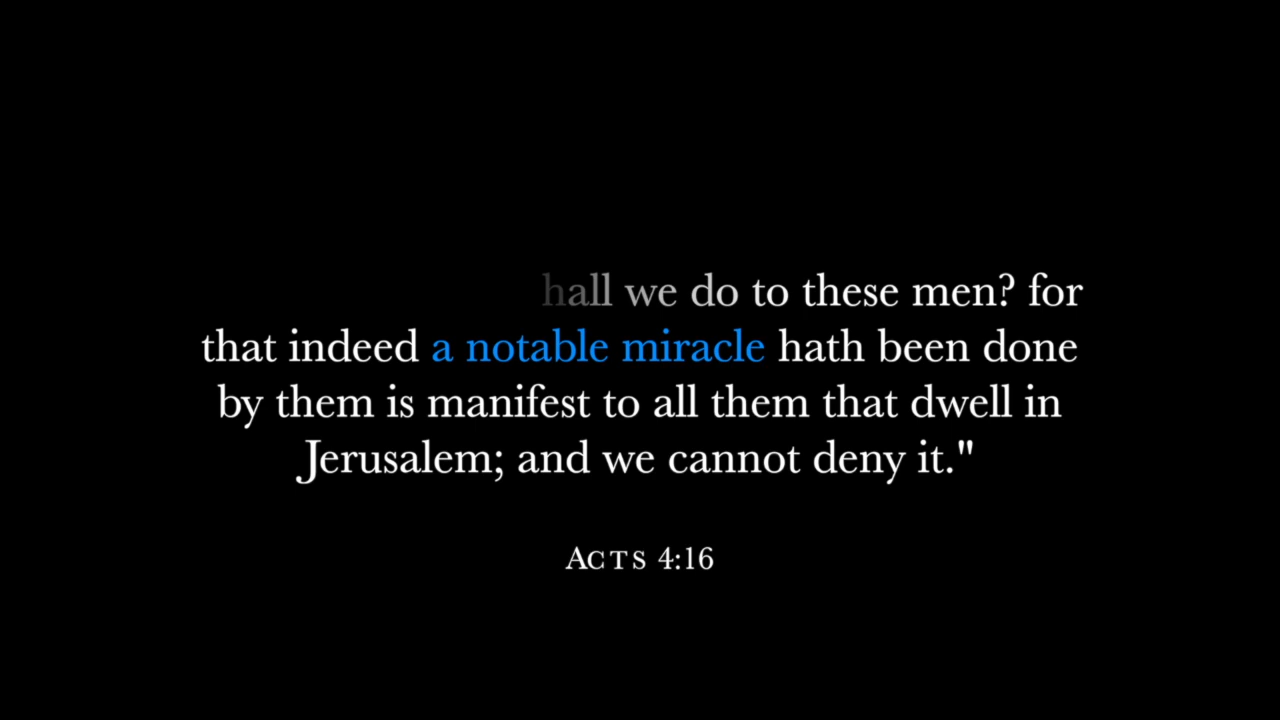 hall we do to these men? for
that indeed a notable miracle hath been done
by them is manifest to all them that dwell in
Jerusalem; and we cannot deny it."
ACTS 4:16